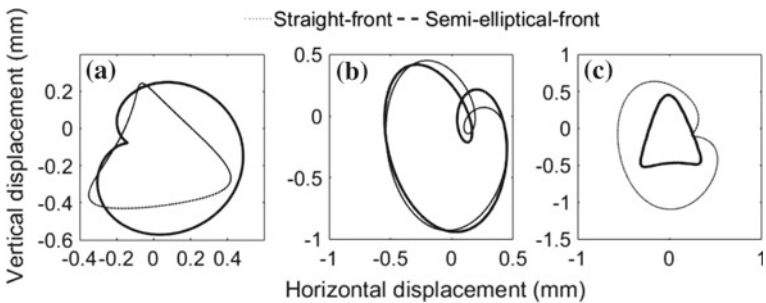 Straight-front Semi-elliptical-front
Vertical displacement (mm)
(a)
0.2
0
-0.2
-0.4
-0.6
-0.4 -0.2 0 0.2 0.4
(b)
0.5
0
-0.5
-1
-1 -0.5 0 0.5
(c)
1
0.5
0
-0.5
-1
-1.5
-1 0 1
Horizontal displacement (mm)